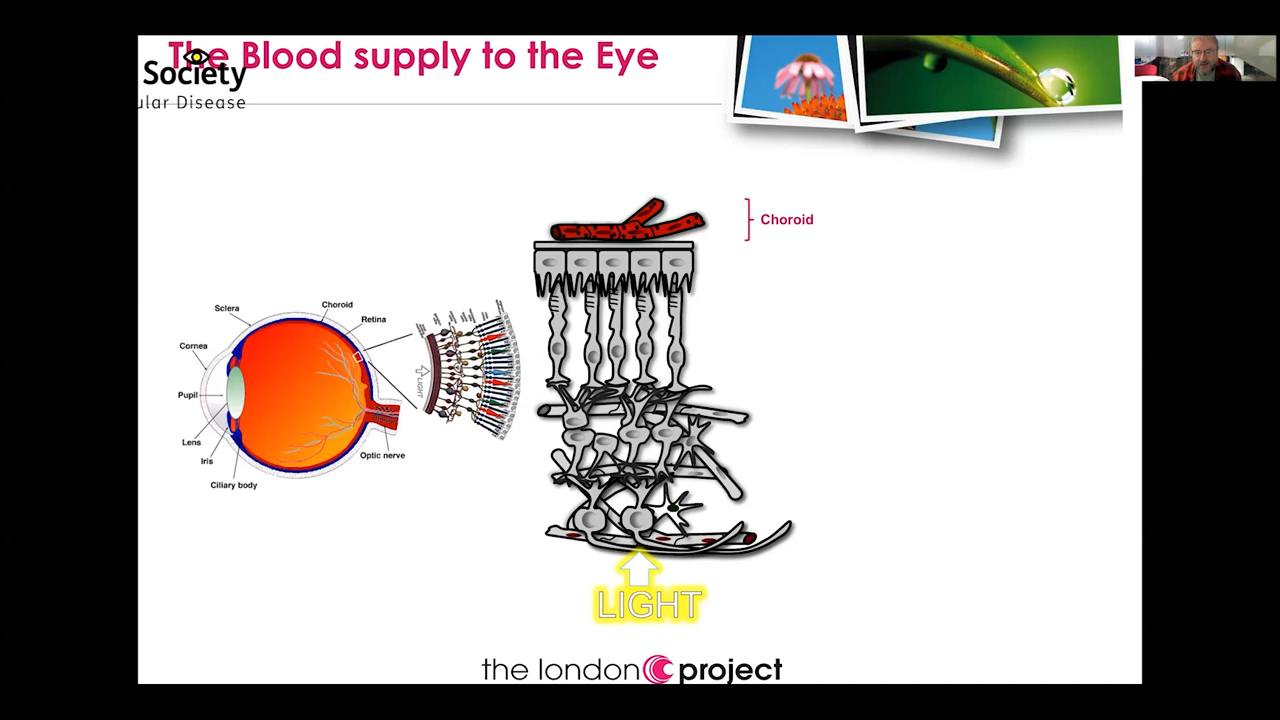 The Blood supply to the Eye
Society
ular Disease
Choroid
Sclera
Choroid
Retina
Cornea
Pupil
Lens
Iris
Ciliary body
Optic nerve
LIGHT
LIGHT
the london project